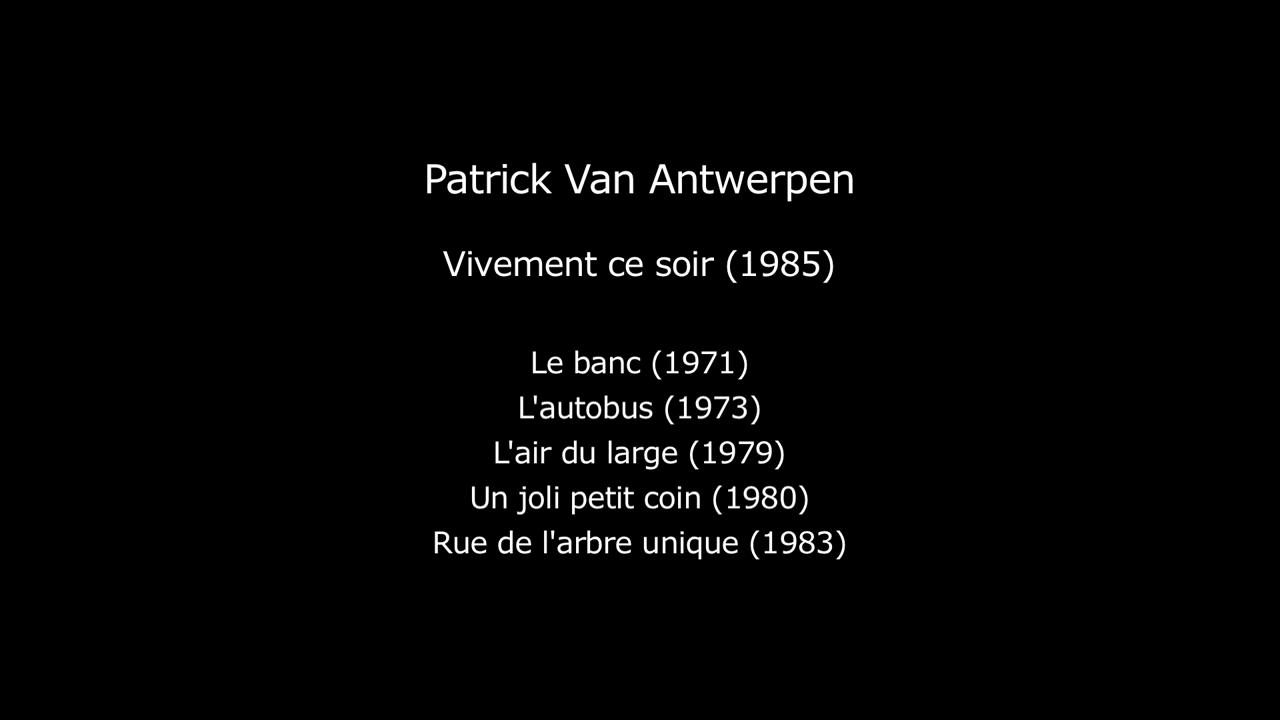 Patrick Van Antwerpen
Vivement ce soir (1985)
Le banc (1971)
L'autobus (1973)
L'air du large (1979)
Un joli petit coin (1980)
Rue de l'arbre unique (1983)